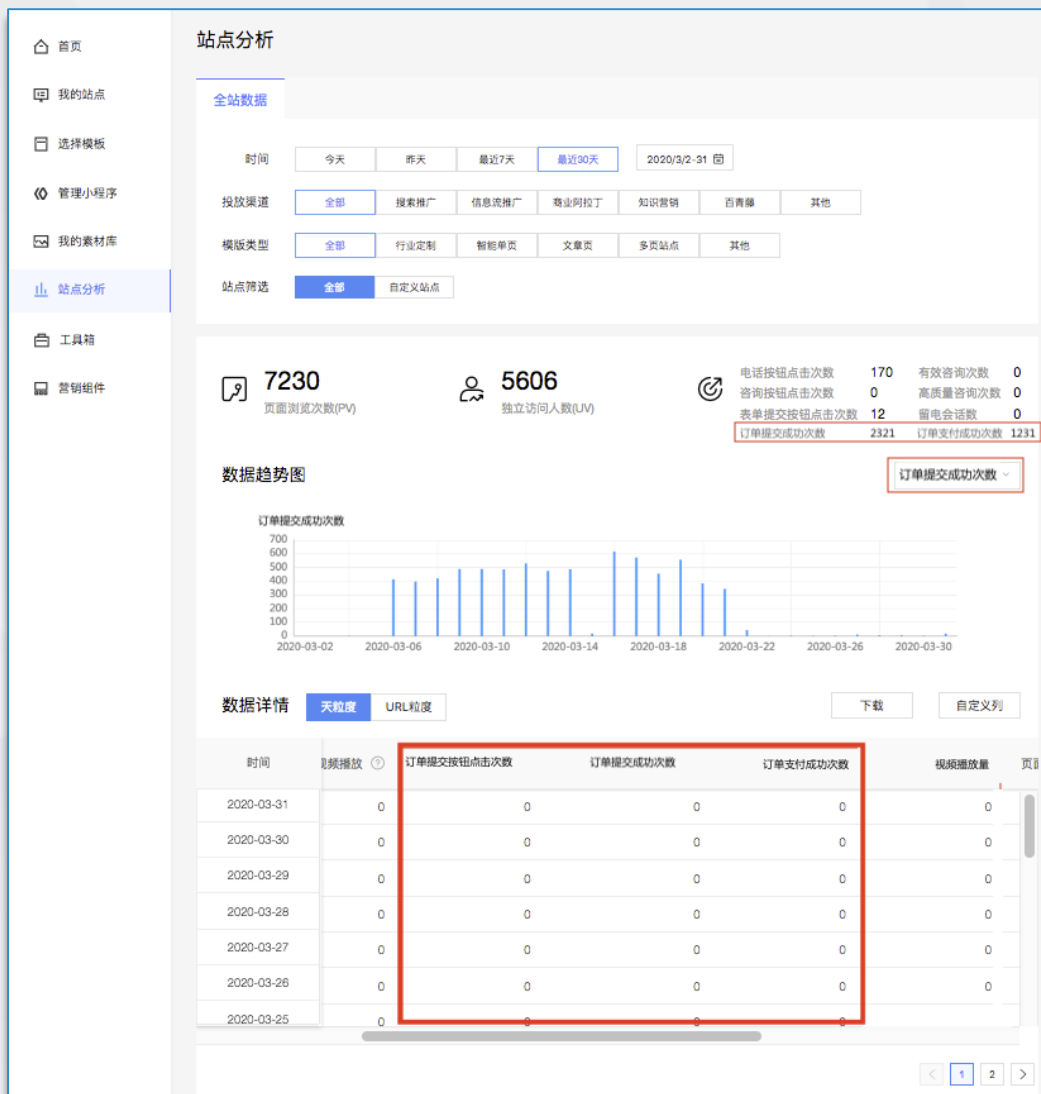 站点分析
首页
我的站点
选择模板
管理小程序
我的素材库
站点分析
工具箱
营销组件
全站数据
时间 今天 昨天 最近7天 最近30天 2020/3/2-31
投放渠道 全部 搜索推广 信息流推广 商业阿拉丁 知识营销 百青藤 其他
模版类型 全部 行业定制 智能单页 文章页 多页站点 其他
站点筛选 全部 自定义站点
7230
页面浏览次数(PV)
5606
独立访问人数(UV)
电话按钮点击次数 170 有效咨询次数 0
咨询按钮点击次数 0 高质量咨询次数 0
表单提交按钮点击次数 12 留电会话数 0
订单提交成功次数 2321 订单支付成功次数 1231
数据趋势图 订单提交成功次数
订单提交成功次数
700
600
500
400
300
200
100
0
2020-03-02 2020-03-06 2020-03-10 2020-03-14 2020-03-18 2020-03-22 2020-03-26 2020-03-30
数据详情 天粒度 URL粒度 下载 自定义列
时间 频播放 ? 订单提交按钮点击次数 订单提交成功次数 订单支付成功次数 视频播放量 页
2020-03-31 0 0 0 0 0
2020-03-30 0 0 0 0 0
2020-03-29 0 0 0 0 0
2020-03-28 0 0 0 0 0
2020-03-27 0 0 0 0 0
2020-03-26 0 0 0 0 0
2020-03-25 0 0 0 0
< 1 2 >